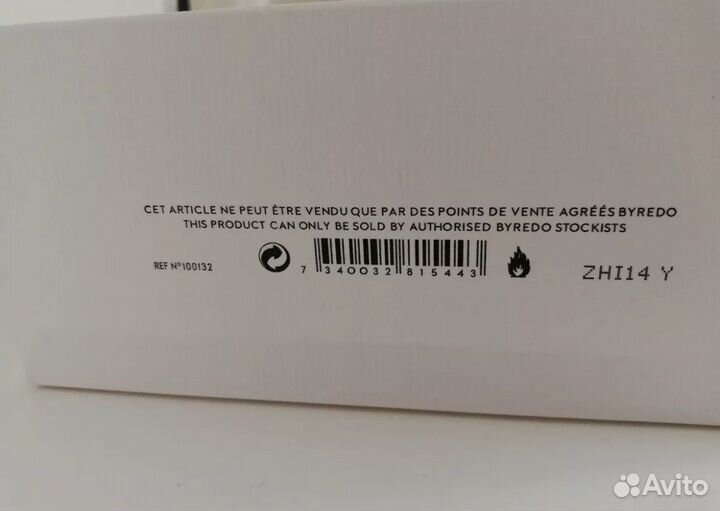 CET ARTICLE NE PEUT ÊTRE VENDU QUE PAR DES POINTS DE VENTE AGRÉÉS BYREDO
THIS PRODUCT CAN ONLY BE SOLD BY AUTHORISED BYREDO STOCKISTS
REF Nº100132
7 340032 815443
ZHI14 Y
Avito